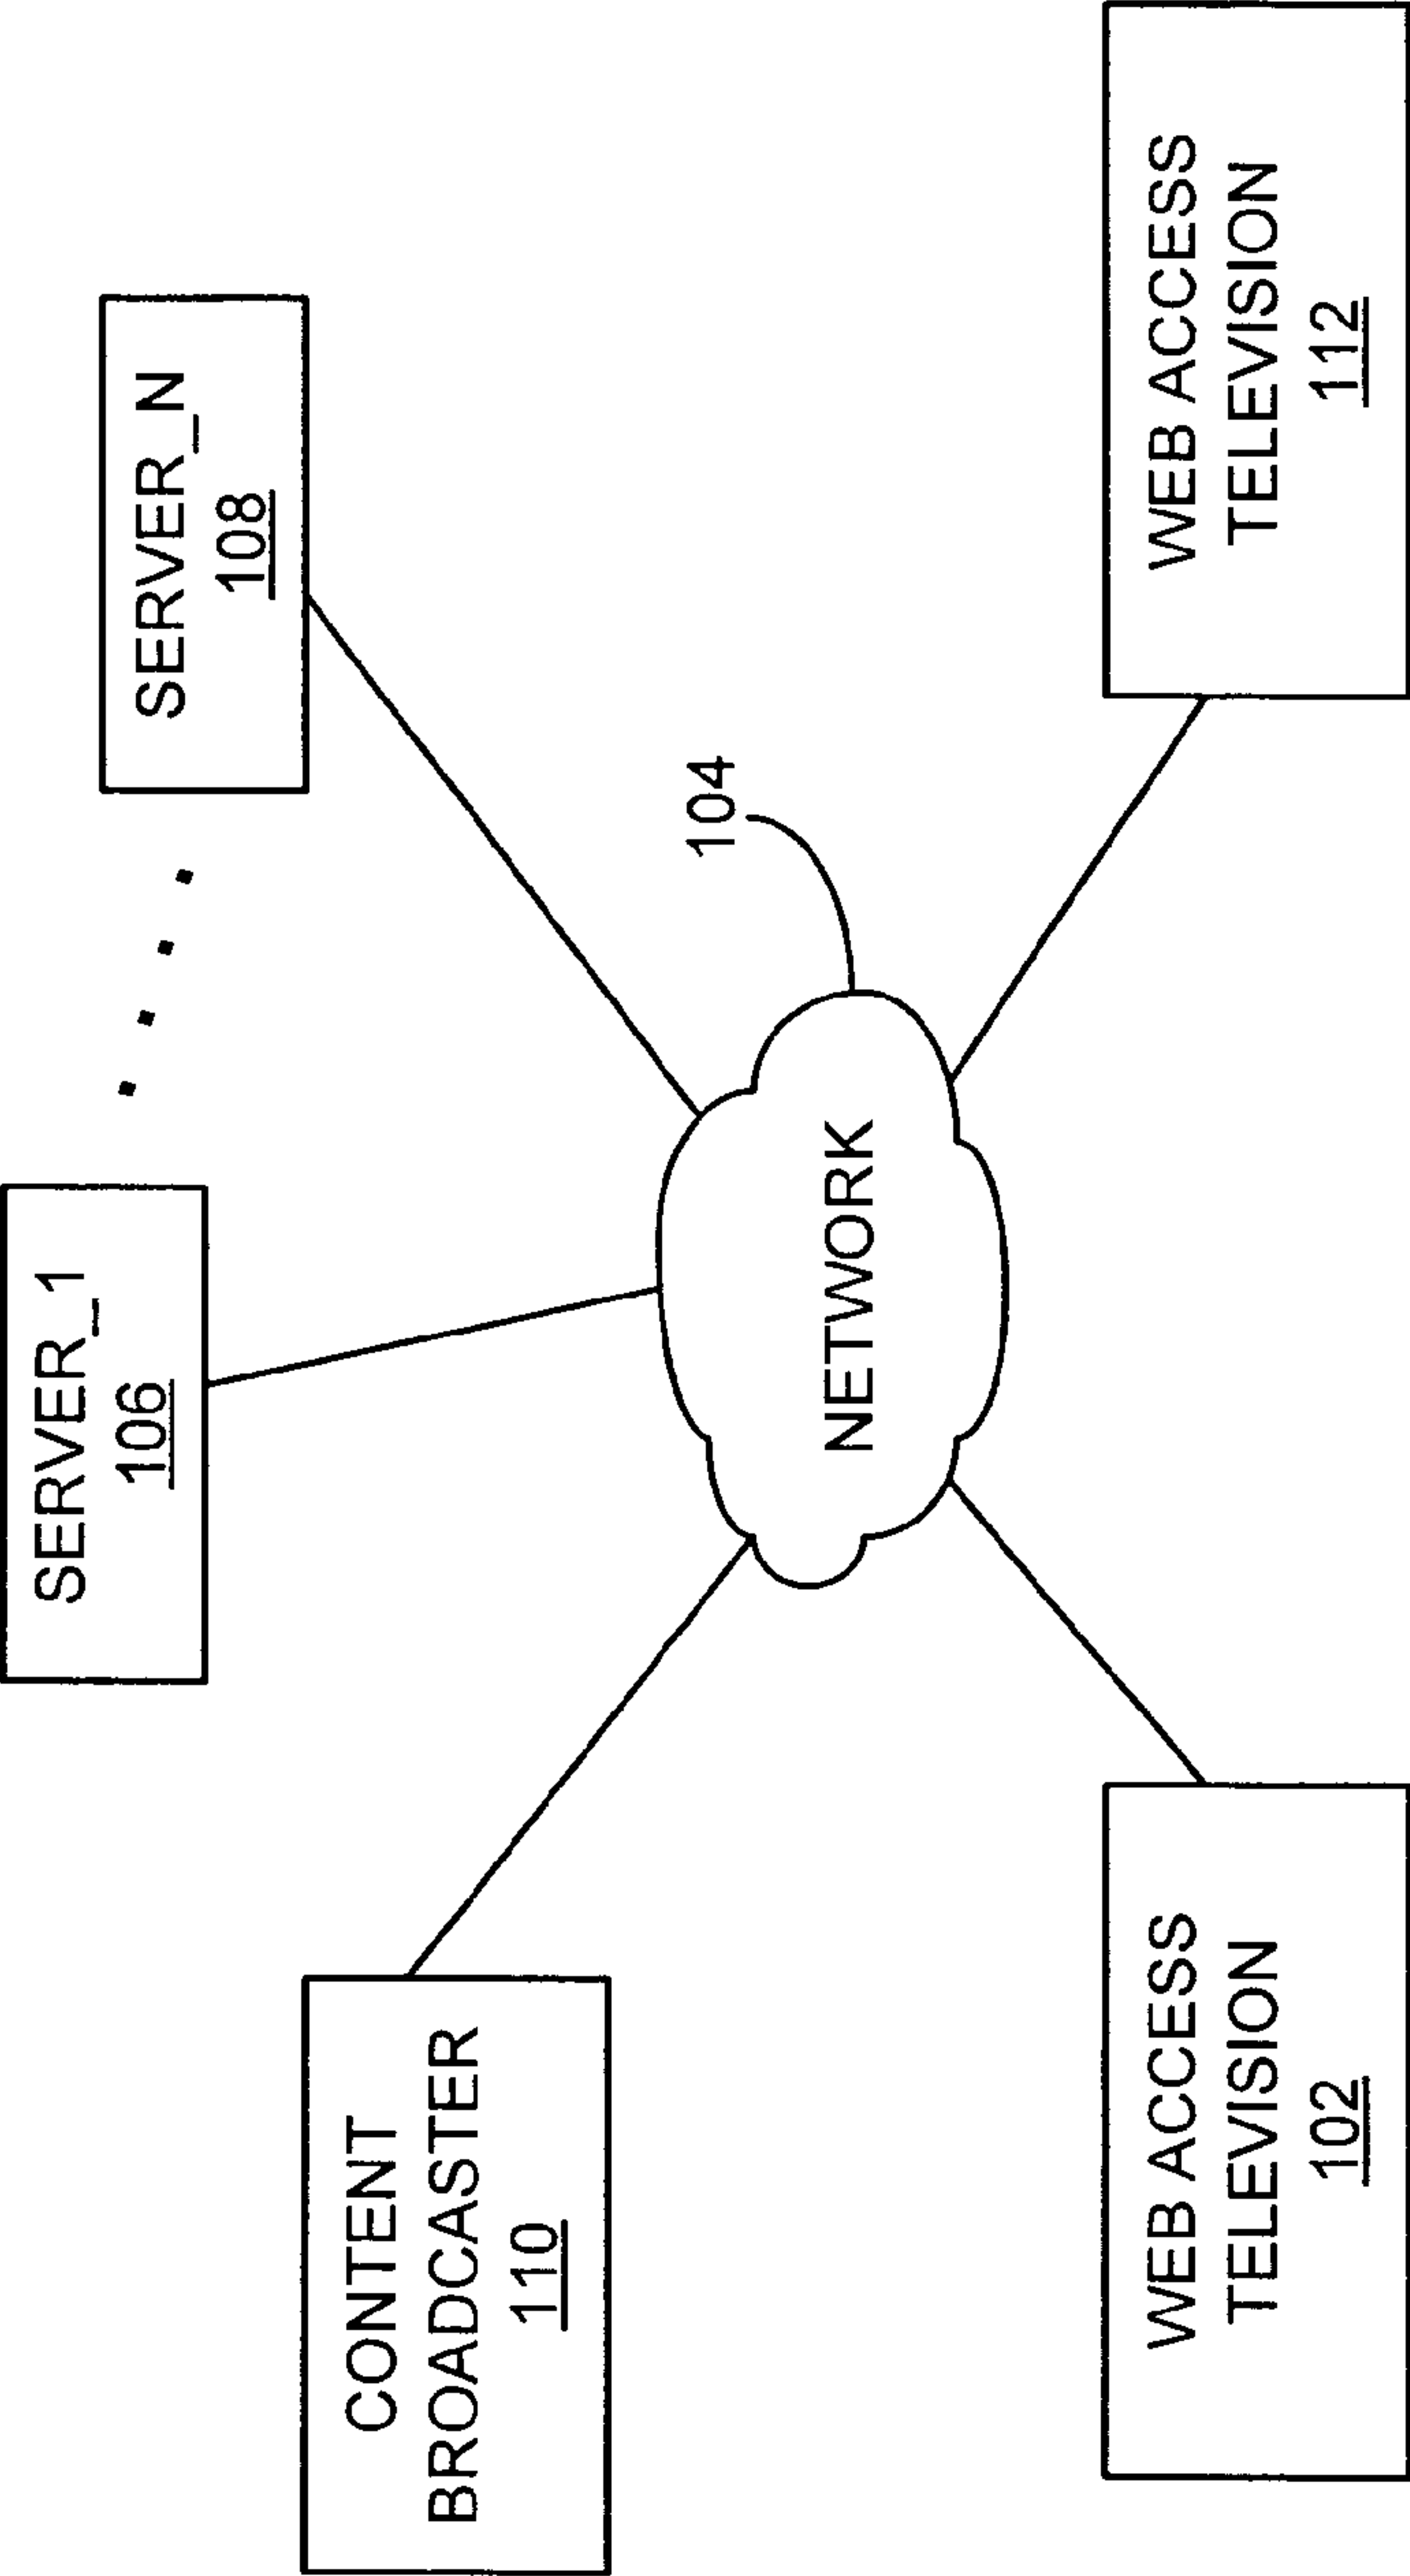 SERVER_1
106
SERVER_N
108
CONTENT
BROADCASTER
110
104
NETWORK
WEB ACCESS
TELEVISION
102
WEB ACCESS
TELEVISION
112